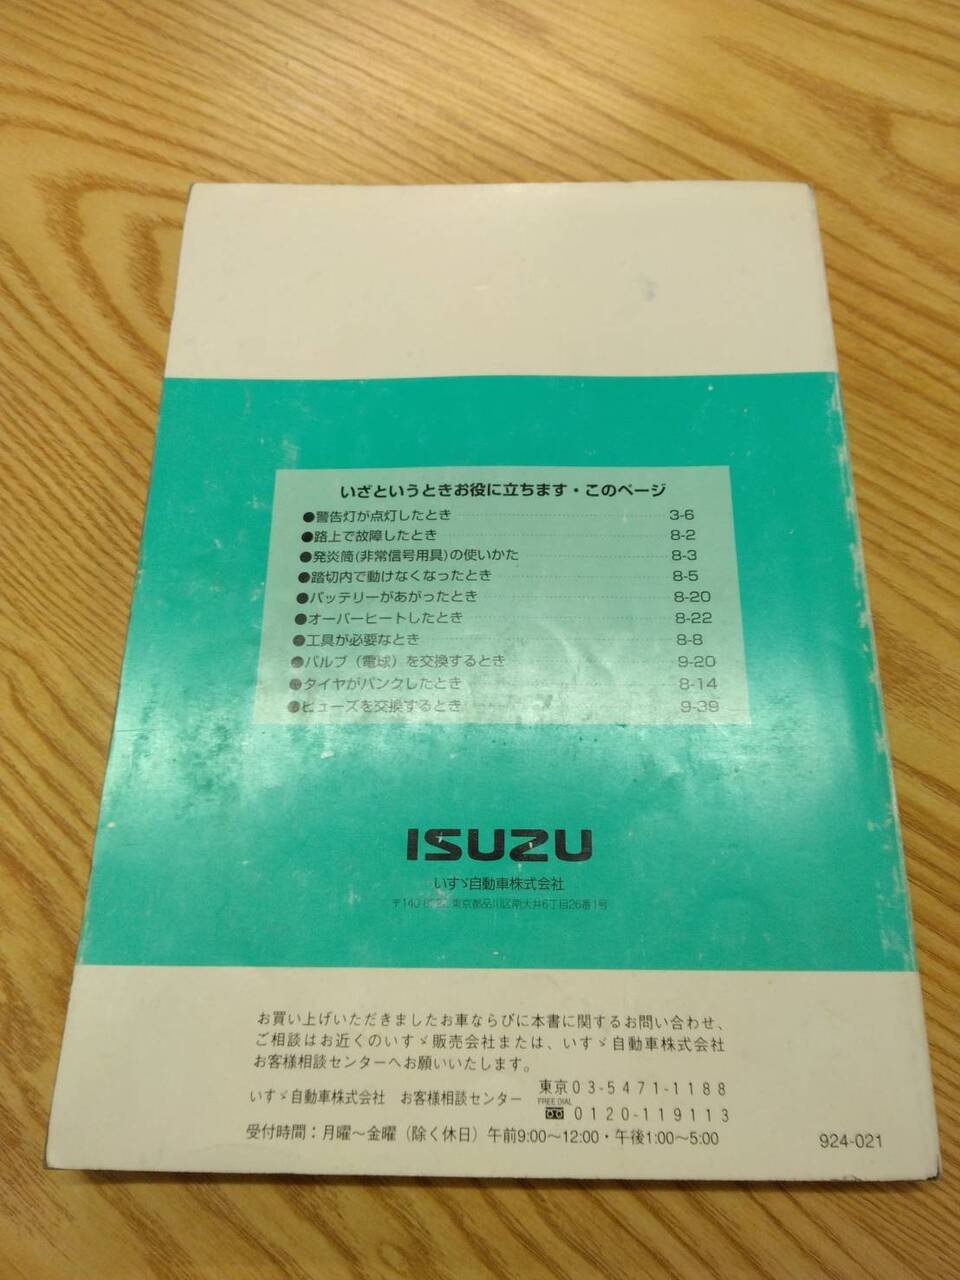 いざというときお役に立ちます・このページ
●警告灯が点灯したとき 3-6
●路上で故障したとき 8-2
●発炎筒(非常信号用具)の使いかた 8-3
●踏切内で動けなくなったとき 8-5
●バッテリーがあがったとき 8-20
●オーバーヒートしたとき 8-22
●工具が必要なとき 8-8
●バルブ（電球）を交換するとき 9-20
●タイヤがパンクしたとき 8-14
●ヒューズを交換するとき 9-39
ISUZU
いすゞ自動車株式会社
東京都品川区南大井6丁目26番1号
お買い上げいただきましたお車ならびに本書に関するお問い合わせ、
ご相談はお近くのいすゞ販売会社または、いすゞ自動車株式会社
お客様相談センターへお願いいたします。
いすゞ自動車株式会社 お客様相談センター 東京03-5471-1188
FREE DIAL
0120-119113
受付時間：月曜～金曜（除く休日）午前9:00～12:00・午後1:00～5:00
924-021